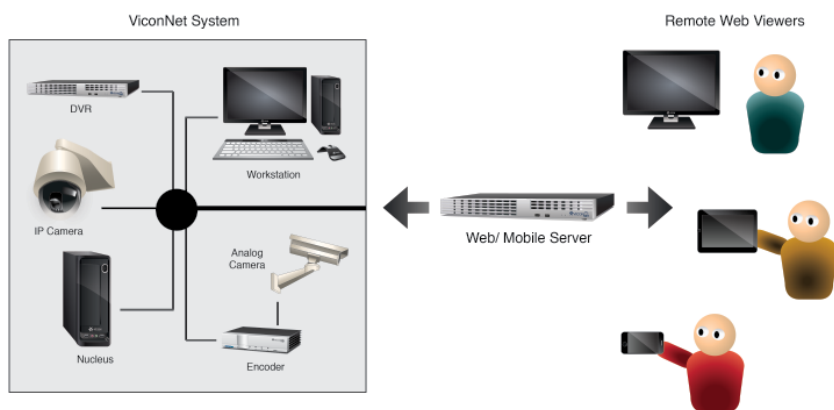 ViconNet System
Remote Web Viewers
DVR
Workstation
IP Camera
Analog
Camera
Web/ Mobile Server
Nucleus
Encoder